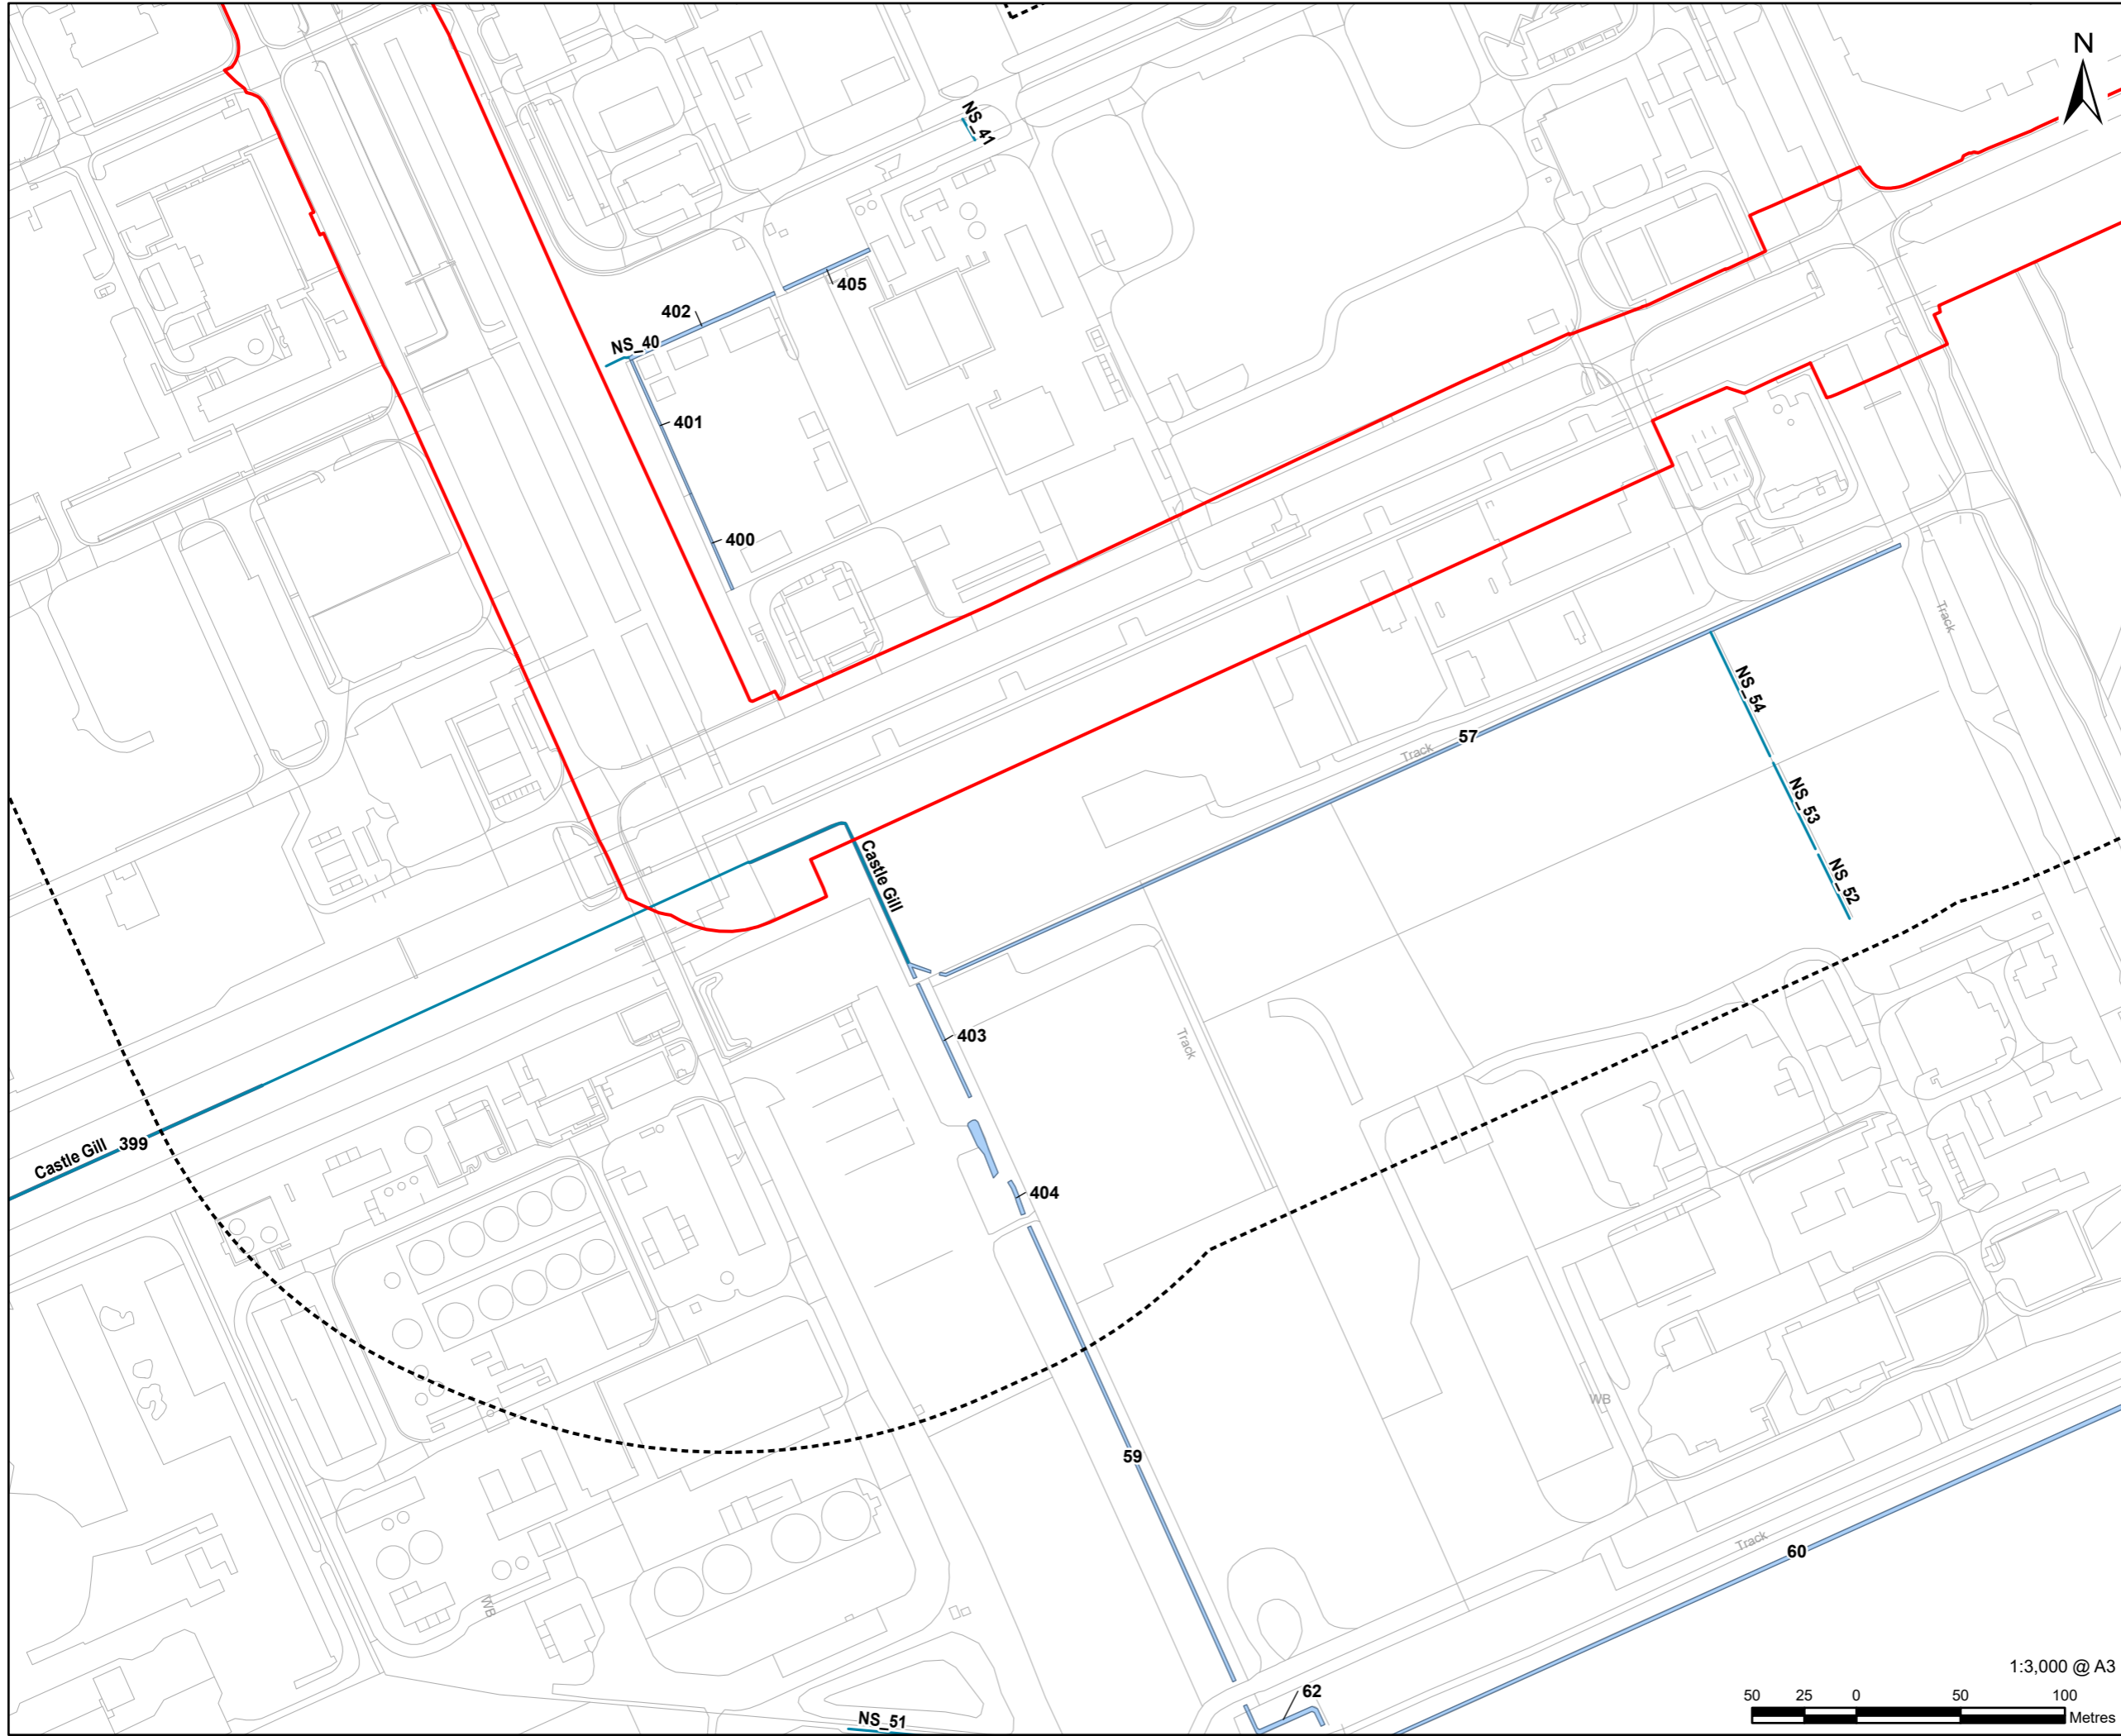 N
NS_41
405
402
NS_40
401
400
Track
NS_54
57
Track
NS_53
Castle Gill
NS_52
403
Track
399
Castle Gill
404
WB
59
Track
60
WB
1:3,000 @ A3
62
50 25 0 50 100
Metres
NS_51